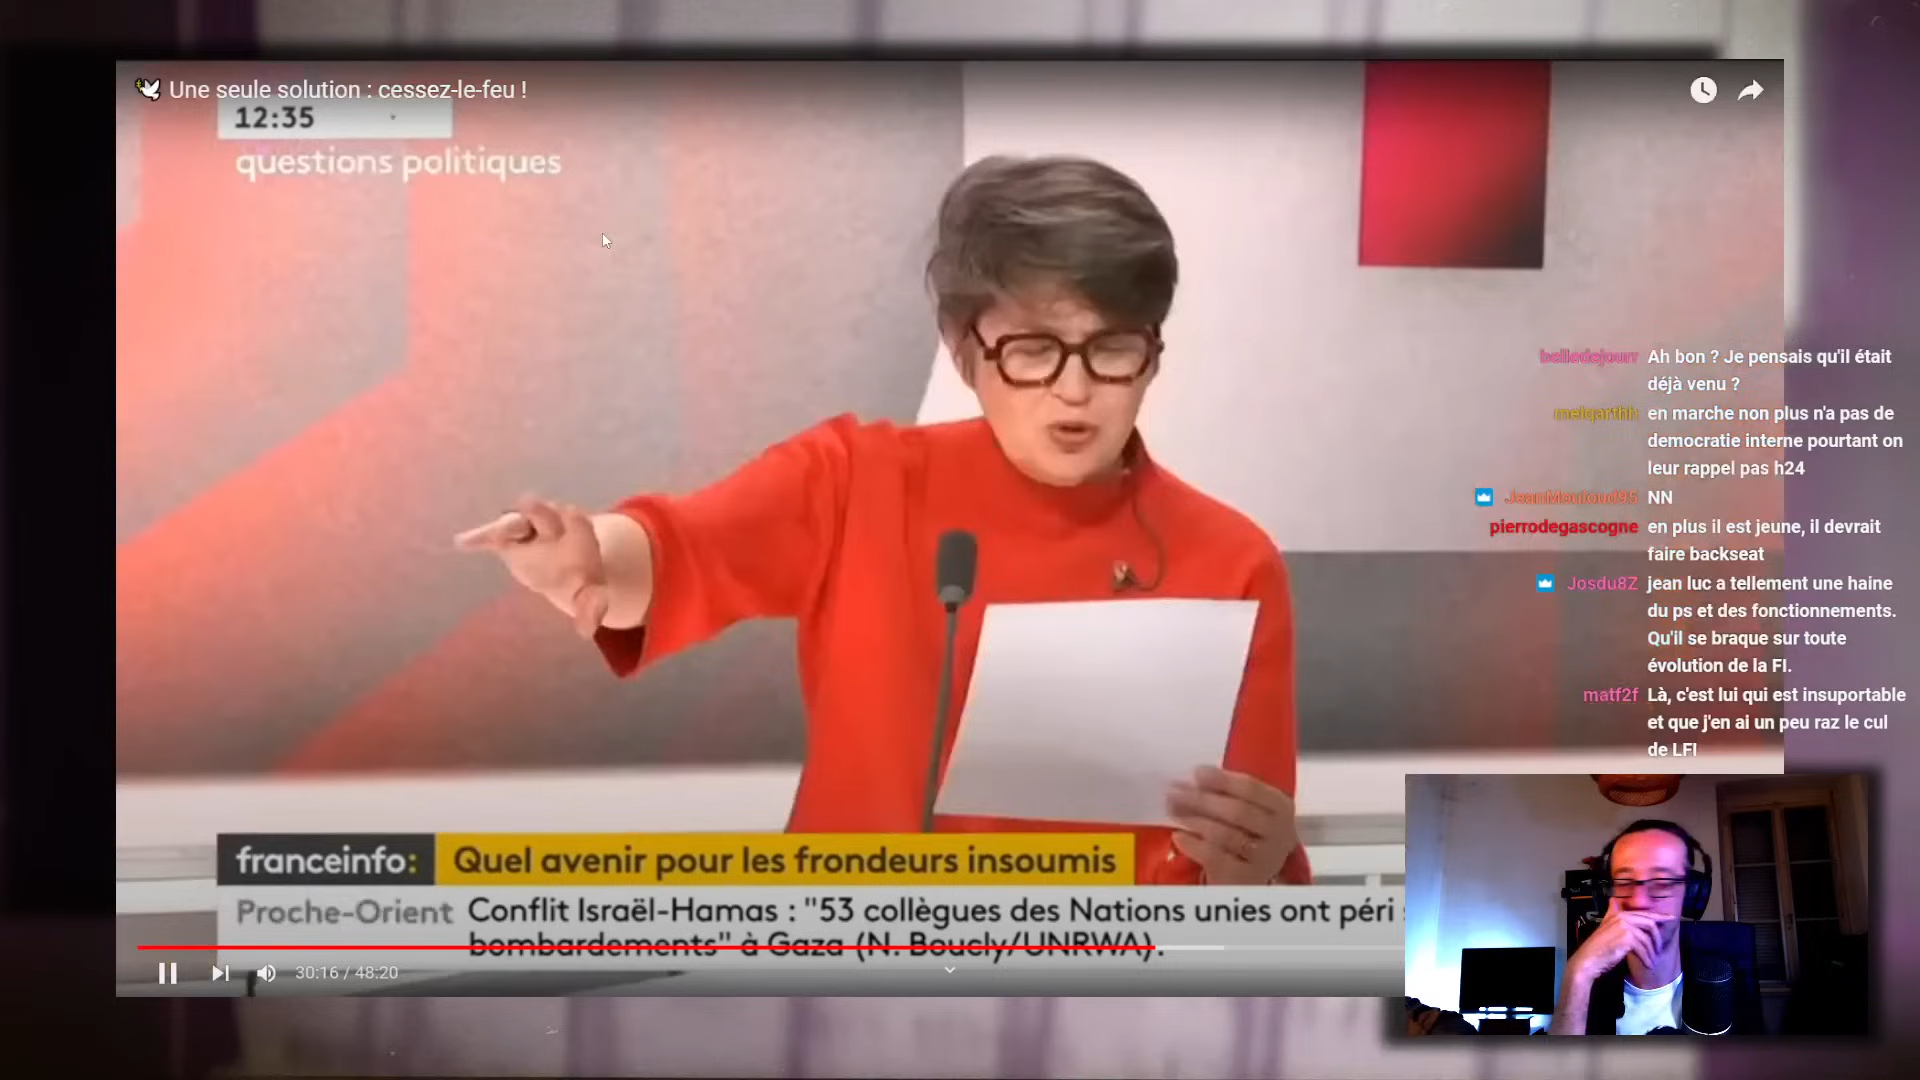 Une seule solution : cessez-le-feu !
12:35
questions politiques
belledejourr Ah bon ? Je pensais qu'il était
déjà venu ?
en marche non plus n'a pas de
democratie interne pourtant on
leur rappel pas h24
JeanMouloud95 NN
pierrodegascogne en plus il est jeune, il devrait
faire backseat
Josdu8Z jean luc a tellement une haine
du ps et des fonctionnements.
Qu'il se braque sur toute
évolution de la FI.
matf2f Là, c'est lui qui est insuportable
et que j'en ai un peu raz le cul
de LFI
franceinfo: Quel avenir pour les frondeurs insoumis
Proche-Orient Conflit Israël-Hamas : "53 collègues des Nations unies ont péri
bombardements" à Gaza (N. Boucly/UNRWA).
30:16 / 48:20